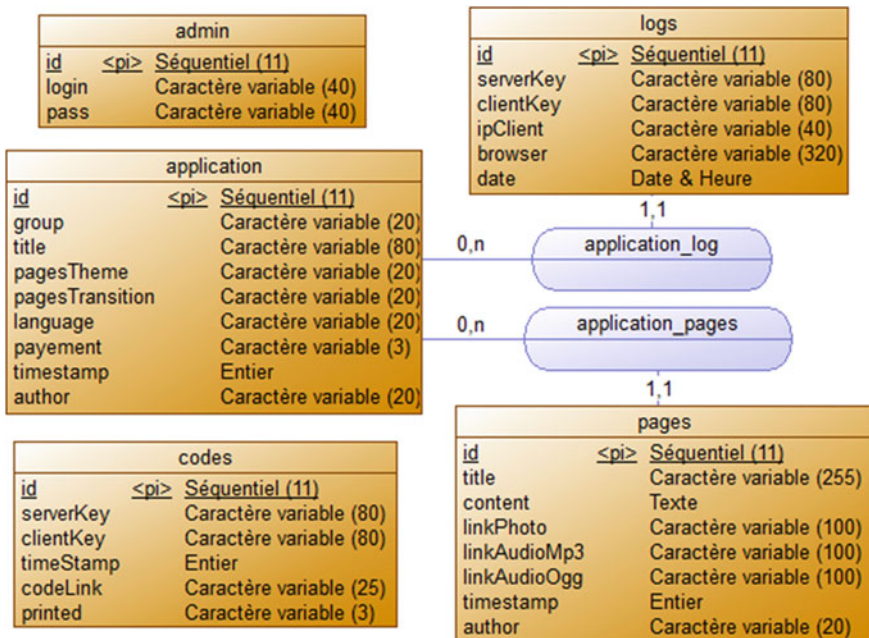 admin
id <pi> Séquentiel (11)
login Caractère variable (40)
pass Caractère variable (40)
logs
id <pi> Séquentiel (11)
serverKey Caractère variable (80)
clientKey Caractère variable (80)
ipClient Caractère variable (40)
browser Caractère variable (320)
date Date & Heure
application
id <pi> Séquentiel (11)
group Caractère variable (20)
title Caractère variable (80)
pagesTheme Caractère variable (20)
pagesTransition Caractère variable (20)
language Caractère variable (20)
payement Caractère variable (3)
timestamp Entier
author Caractère variable (20)
1,1
0,n
application_log
0,n
application_pages
1,1
codes
id <pi> Séquentiel (11)
serverKey Caractère variable (80)
clientKey Caractère variable (80)
timeStamp Entier
codeLink Caractère variable (25)
printed Caractère variable (3)
pages
id <pi> Séquentiel (11)
title Caractère variable (255)
content Texte
linkPhoto Caractère variable (100)
linkAudioMp3 Caractère variable (100)
linkAudioOgg Caractère variable (100)
timestamp Entier
author Caractère variable (20)